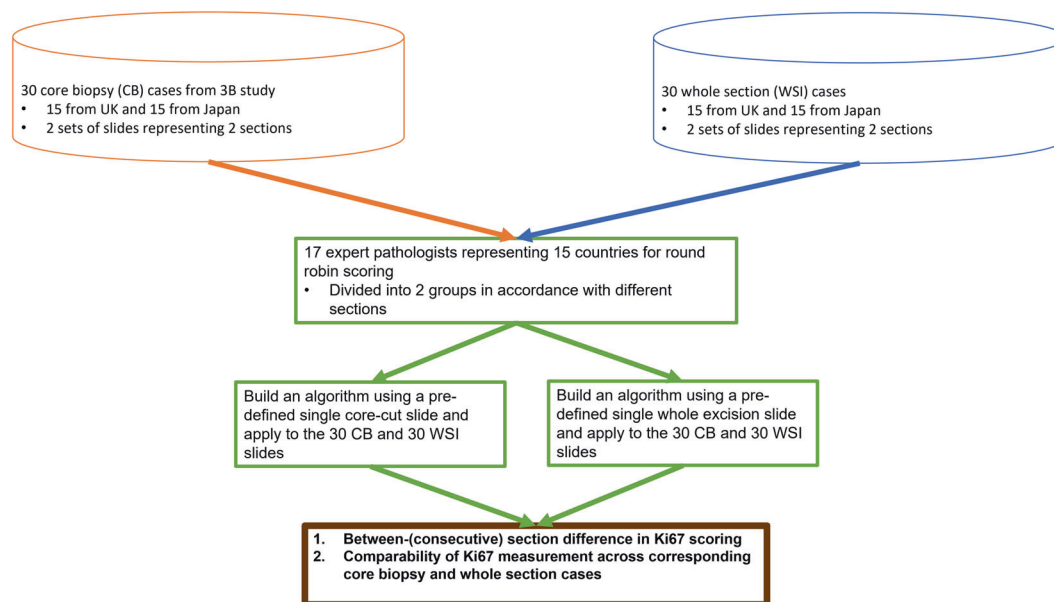 30 core biopsy (CB) cases from 3B study
• 15 from UK and 15 from Japan
• 2 sets of slides representing 2 sections
30 whole section (WSI) cases
• 15 from UK and 15 from Japan
• 2 sets of slides representing 2 sections
17 expert pathologists representing 15 countries for round
robin scoring
• Divided into 2 groups in accordance with different
sections
Build an algorithm using a pre-
defined single core-cut slide and
apply to the 30 CB and 30 WSI
slides
Build an algorithm using a pre-
defined single whole excision slide
and apply to the 30 CB and 30 WSI
slides
1. Between-(consecutive) section difference in Ki67 scoring
2. Comparability of Ki67 measurement across corresponding
core biopsy and whole section cases